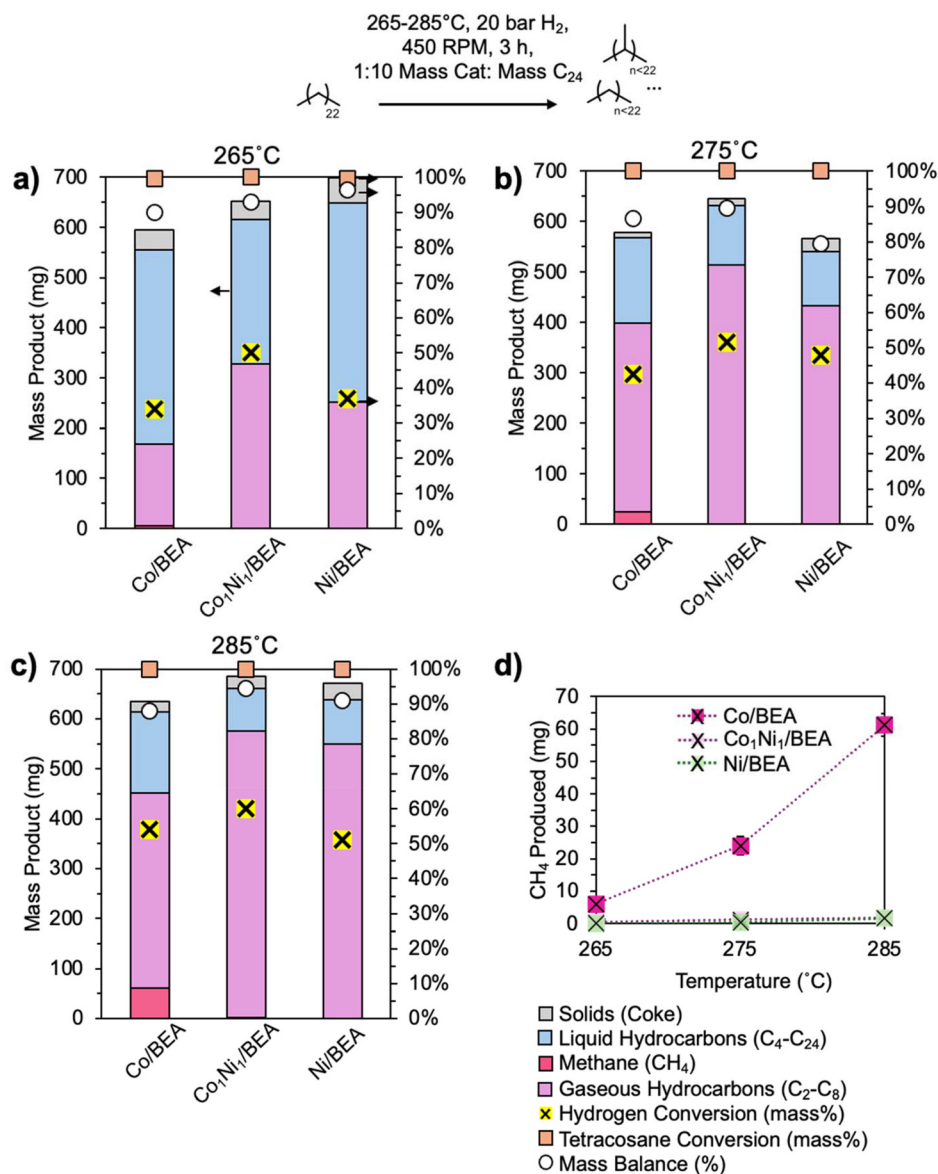 265-285°C, 20 bar H₂,
450 RPM, 3 h,
1:10 Mass Cat: Mass C₂₄
22
n<22
n<22
...
a)
265˚C
Mass Product (mg)
700
600
500
400
300
200
100
0
100%
90%
80%
70%
60%
50%
40%
30%
20%
10%
0%
Co/BEA
Co₁Ni₁/BEA
Ni/BEA
b)
275˚C
Mass Product (mg)
700
600
500
400
300
200
100
0
100%
90%
80%
70%
60%
50%
40%
30%
20%
10%
0%
Co/BEA
Co₁Ni₁/BEA
Ni/BEA
c)
285˚C
Mass Product (mg)
700
600
500
400
300
200
100
0
100%
90%
80%
70%
60%
50%
40%
30%
20%
10%
0%
Co/BEA
Co₁Ni₁/BEA
Ni/BEA
d)
CH₄ Produced (mg)
70
60
50
40
30
20
10
0
Co/BEA
Co₁Ni₁/BEA
Ni/BEA
265
275
285
Temperature (˚C)
Solids (Coke)
Liquid Hydrocarbons (C₄-C₂₄)
Methane (CH₄)
Gaseous Hydrocarbons (C₂-C₈)
Hydrogen Conversion (mass%)
Tetracosane Conversion (mass%)
Mass Balance (%)